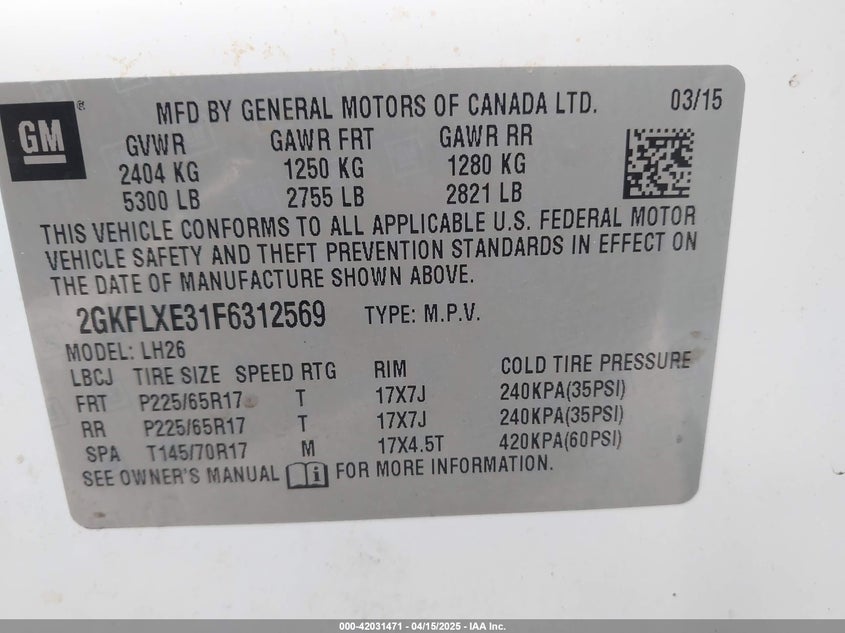 GM ®
MFD BY GENERAL MOTORS OF CANADA LTD. 03/15
GVWR GAWR FRT GAWR RR
2404 KG 1250 KG 1280 KG
5300 LB 2755 LB 2821 LB
THIS VEHICLE CONFORMS TO ALL APPLICABLE U.S. FEDERAL MOTOR
VEHICLE SAFETY AND THEFT PREVENTION STANDARDS IN EFFECT ON
THE DATE OF MANUFACTURE SHOWN ABOVE.
2GKFLXE31F6312569 TYPE: M.P.V.
MODEL: LH26
LBCJ TIRE SIZE SPEED RTG RIM COLD TIRE PRESSURE
FRT P225/65R17 T 17X7J 240KPA(35PSI)
RR P225/65R17 T 17X7J 240KPA(35PSI)
SPA T145/70R17 M 17X4.5T 420KPA(60PSI)
SEE OWNER'S MANUAL i FOR MORE INFORMATION.
000-42031471 - 04/15/2025 - IAA Inc.